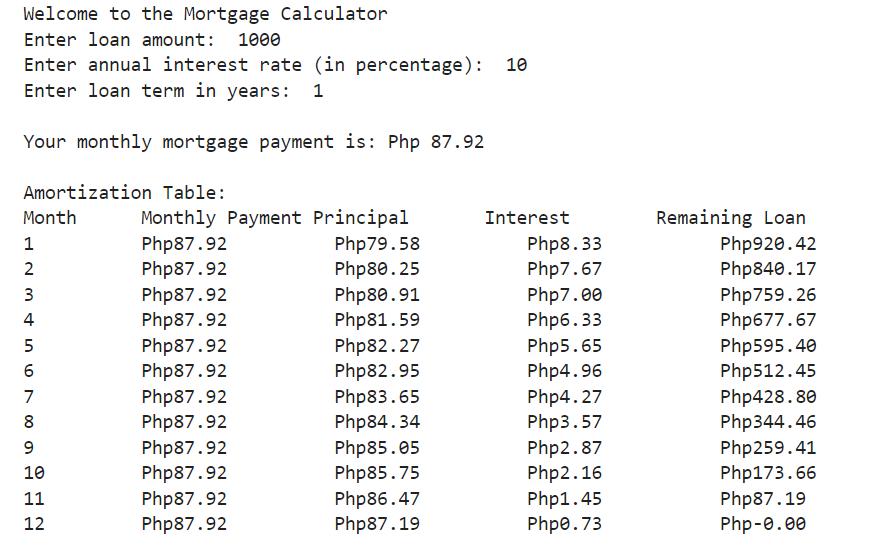 Welcome to the Mortgage Calculator
Enter loan amount:  1000
Enter annual interest rate (in percentage):  10
Enter loan term in years:  1

Your monthly mortgage payment is: Php 87.92

Amortization Table:
Month      Monthly Payment Principal       Interest        Remaining Loan
1          Php87.92          Php79.58          Php8.33           Php920.42
2          Php87.92          Php80.25          Php7.67           Php840.17
3          Php87.92          Php80.91          Php7.00           Php759.26
4          Php87.92          Php81.59          Php6.33           Php677.67
5          Php87.92          Php82.27          Php5.65           Php595.40
6          Php87.92          Php82.95          Php4.96           Php512.45
7          Php87.92          Php83.65          Php4.27           Php428.80
8          Php87.92          Php84.34          Php3.57           Php344.46
9          Php87.92          Php85.05          Php2.87           Php259.41
10         Php87.92          Php85.75          Php2.16           Php173.66
11         Php87.92          Php86.47          Php1.45           Php87.19
12         Php87.92          Php87.19          Php0.73           Php-0.00